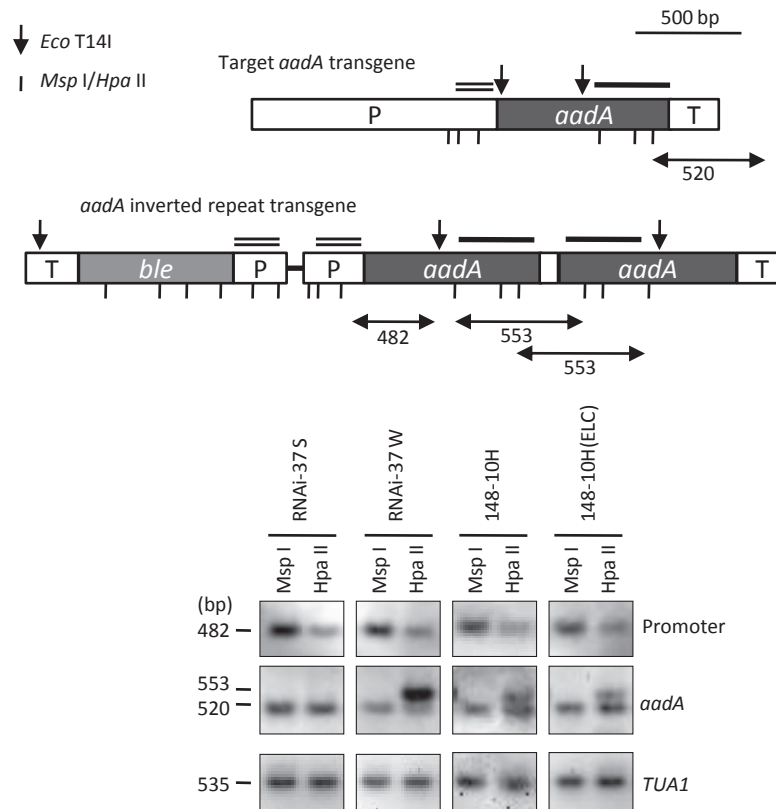 500 bp
Eco T14I
Msp I/Hpa II
Target aadA transgene
P aadA T
520
aadA inverted repeat transgene
T ble P P aadA aadA T
482 553
553
RNAi-37 S RNAi-37 W 148-10H 148-10H(ELC)
Msp I Hpa II Msp I Hpa II Msp I Hpa II Msp I Hpa II
(bp)
482 Promoter
553
520 aadA
535 TUA1